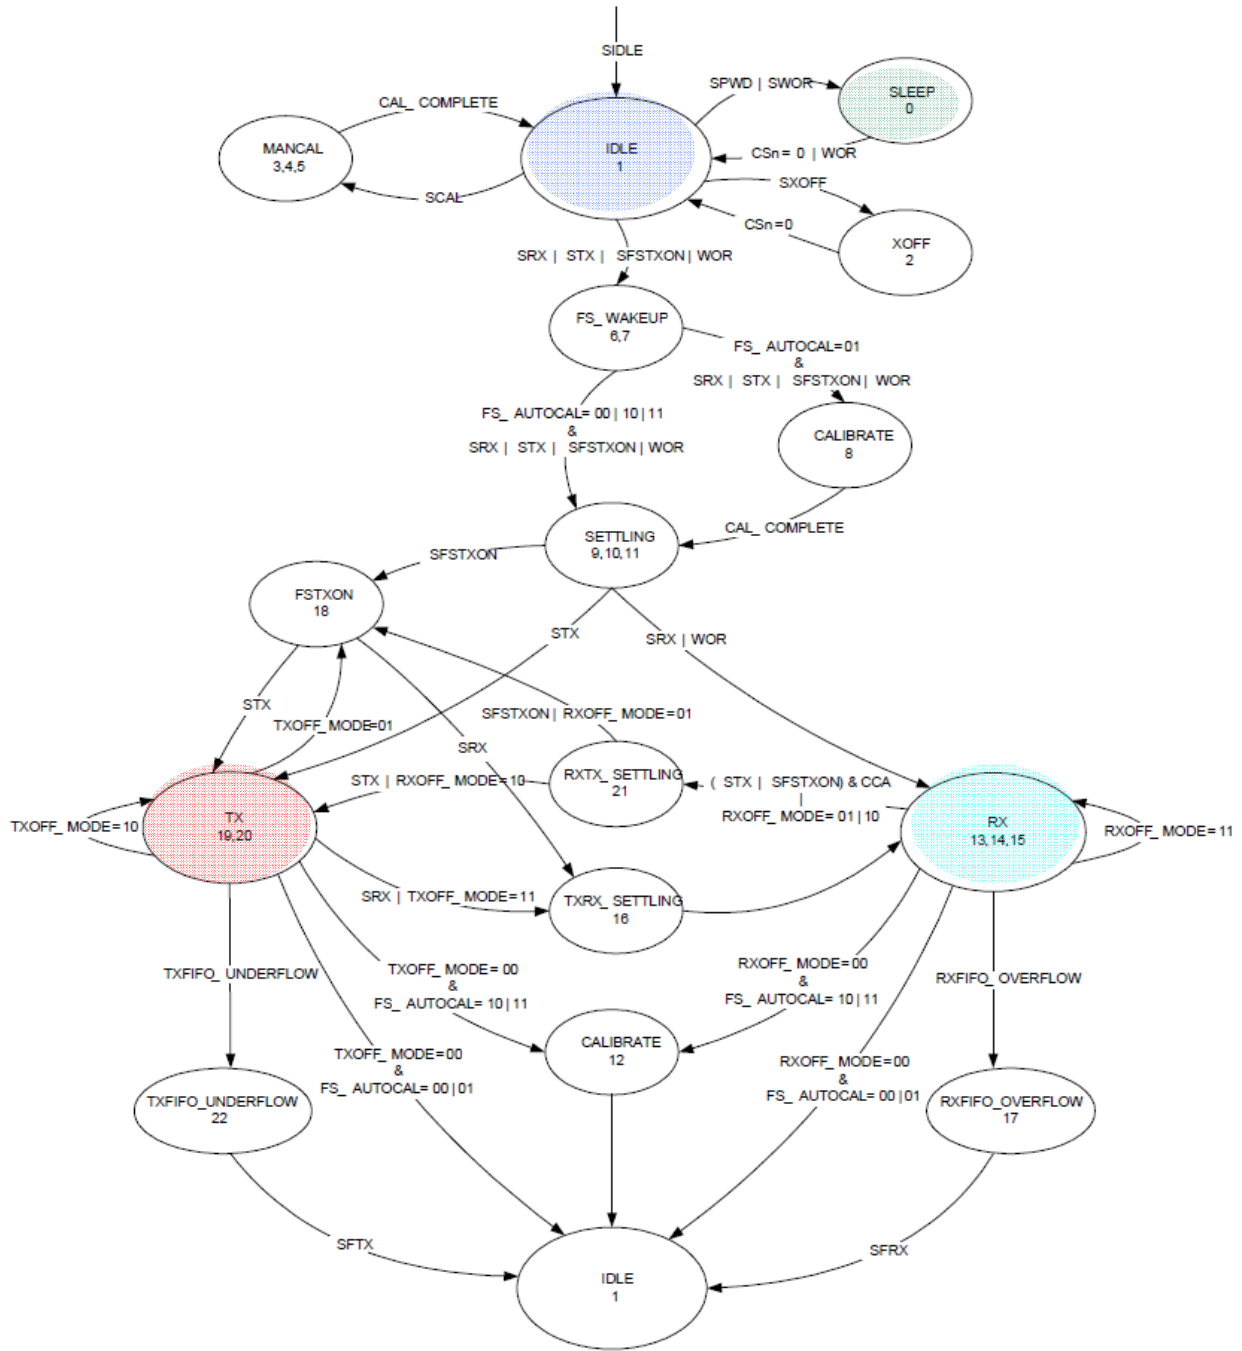 SIDLE
SPWD | SWOR
SLEEP
0
CAL_ COMPLETE
MANCAL
3,4,5
IDLE
1
CSn = 0 | WOR
SXOFF
SCAL
CSn=0
XOFF
2
SRX | STX | SFSTXON | WOR
FS_ WAKEUP
6,7
FS_ AUTOCAL=01
&
SRX | STX | SFSTXON | WOR
FS_ AUTOCAL= 00 | 10 | 11
&
SRX | STX | SFSTXON | WOR
CALIBRATE
8
SETTLING
9,10,11
CAL_ COMPLETE
SFSTXON
FSTXON
18
STX
SRX | WOR
STX
TXOFF_ MODE=01
SFSTXON | RXOFF_ MODE=01
SRX
RXTX_ SETTLING
21
STX | RXOFF_ MODE=10
( STX | SFSTXON) & CCA
|
RXOFF_ MODE= 01 | 10
TXOFF_ MODE= 10
TX
19,20
RX
13,14,15
RXOFF_ MODE= 11
SRX | TXOFF_ MODE= 11
TXRX_ SETTLING
16
TXFIFO_ UNDERFLOW
TXOFF_ MODE= 00
&
FS_ AUTOCAL= 10 | 11
RXOFF_ MODE= 00
&
FS_ AUTOCAL= 10 | 11
RXFIFO_ OVERFLOW
CALIBRATE
12
TXOFF_ MODE= 00
&
FS_ AUTOCAL= 00 | 01
RXOFF_ MODE= 00
&
FS_ AUTOCAL= 00 | 01
TXFIFO_UNDERFLOW
22
RXFIFO_OVERFLOW
17
SFTX
SFRX
IDLE
1